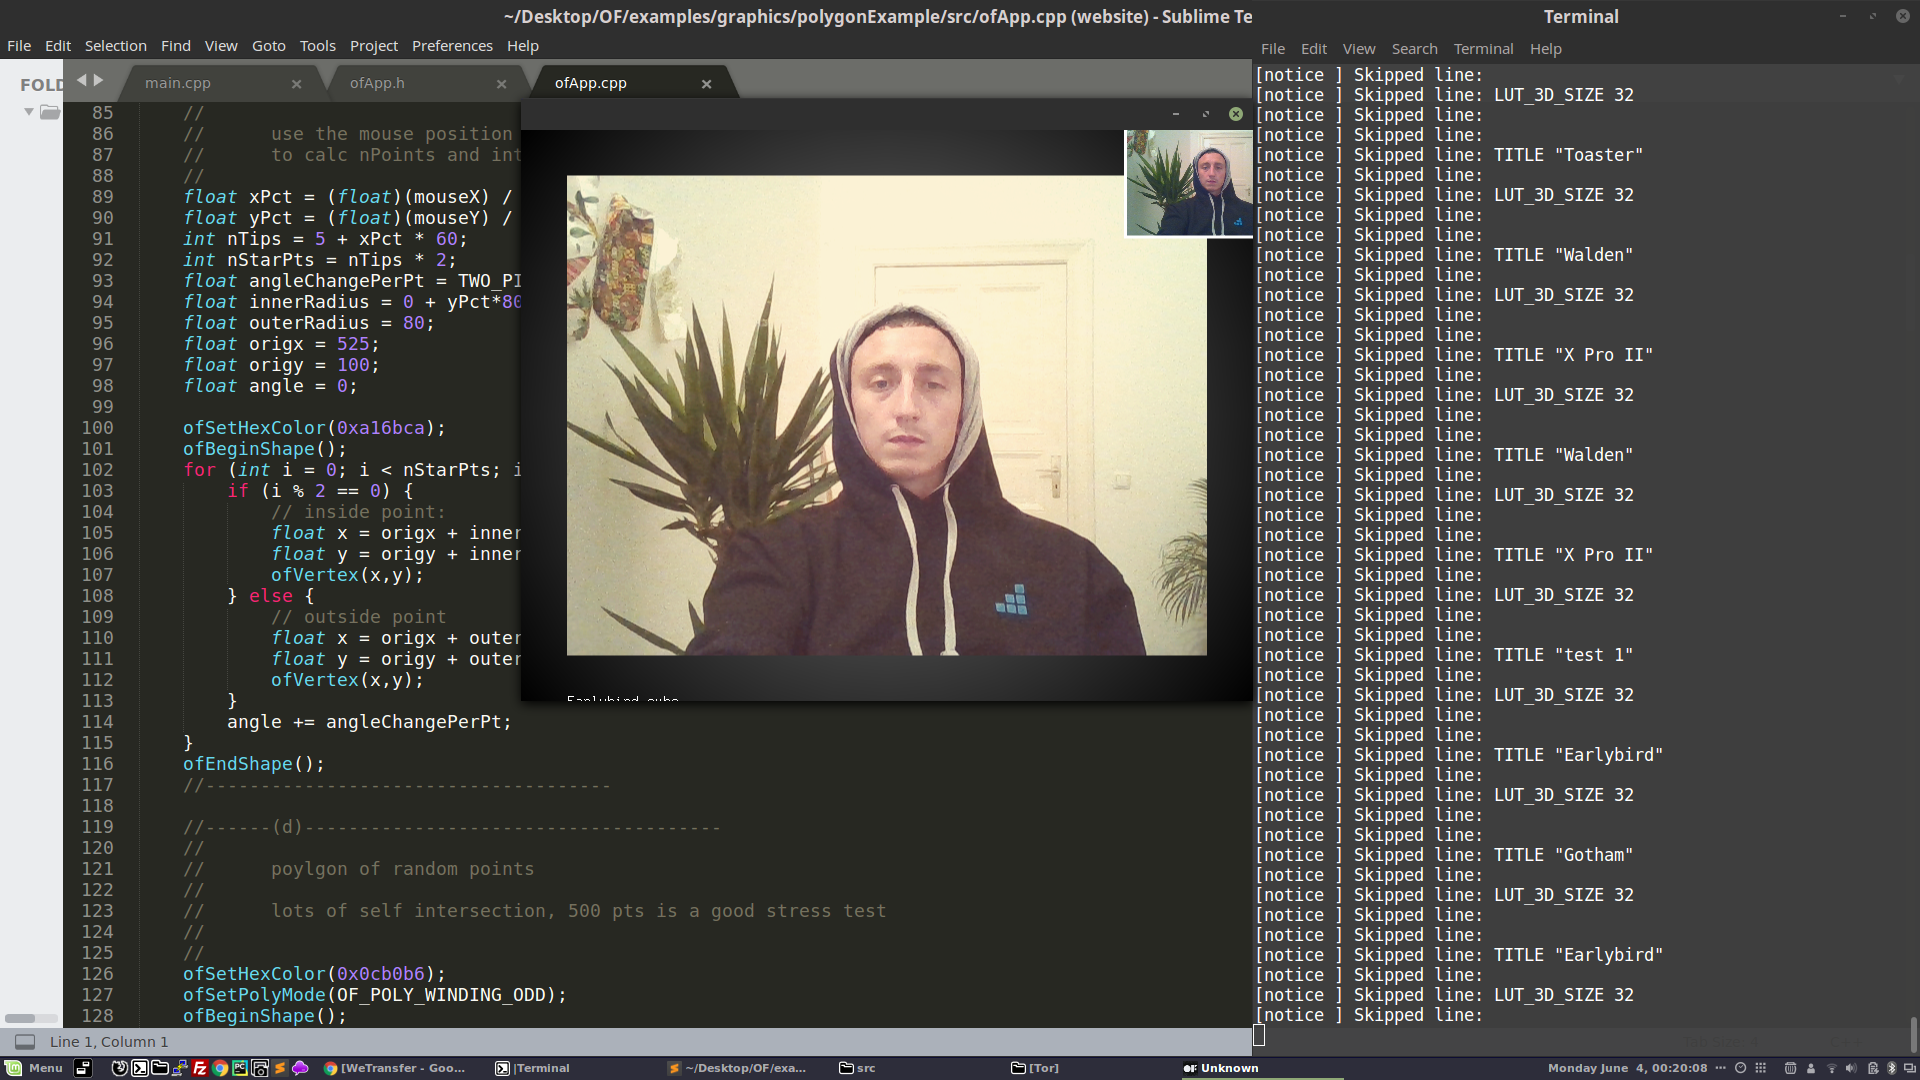 ~/Desktop/OF/examples/graphics/polygonExample/src/ofApp.cpp (website) - Sublime Te
File Edit Selection Find View Goto Tools Project Preferences Help
FOLD
main.cpp
ofApp.h
ofApp.cpp
85 //
86 // use the mouse position
87 // to calc nPoints and int
88 //
89 float xPct = (float)(mouseX) /
90 float yPct = (float)(mouseY) /
91 int nTips = 5 + xPct * 60;
92 int nStarPts = nTips * 2;
93 float angleChangePerPt = TWO_PI
94 float innerRadius = 0 + yPct*80
95 float outerRadius = 80;
96 float origx = 525;
97 float origy = 100;
98 float angle = 0;
99
100 ofSetHexColor(0xa16bca);
101 ofBeginShape();
102 for (int i = 0; i < nStarPts; i
103 if (i % 2 == 0) {
104 // inside point:
105 float x = origx + inner
106 float y = origy + inner
107 ofVertex(x,y);
108 } else {
109 // outside point
110 float x = origx + outer
111 float y = origy + outer
112 ofVertex(x,y);
113 }
114 angle += angleChangePerPt;
115 }
116 ofEndShape();
117 //-------------------------------------
118
119 //------(d)--------------------------------------
120 //
121 // poylgon of random points
122 //
123 // lots of self intersection, 500 pts is a good stress test
124 //
125 //
126 ofSetHexColor(0x0cb0b6);
127 ofSetPolyMode(OF_POLY_WINDING_ODD);
128 ofBeginShape();
Line 1, Column 1
Earlybird.cube
Terminal
File Edit View Search Terminal Help
[notice ] Skipped line:
[notice ] Skipped line: LUT_3D_SIZE 32
[notice ] Skipped line:
[notice ] Skipped line:
[notice ] Skipped line: TITLE "Toaster"
[notice ] Skipped line:
[notice ] Skipped line: LUT_3D_SIZE 32
[notice ] Skipped line:
[notice ] Skipped line:
[notice ] Skipped line: TITLE "Walden"
[notice ] Skipped line:
[notice ] Skipped line: LUT_3D_SIZE 32
[notice ] Skipped line:
[notice ] Skipped line:
[notice ] Skipped line: TITLE "X Pro II"
[notice ] Skipped line:
[notice ] Skipped line: LUT_3D_SIZE 32
[notice ] Skipped line:
[notice ] Skipped line:
[notice ] Skipped line: TITLE "Walden"
[notice ] Skipped line:
[notice ] Skipped line: LUT_3D_SIZE 32
[notice ] Skipped line:
[notice ] Skipped line:
[notice ] Skipped line: TITLE "X Pro II"
[notice ] Skipped line:
[notice ] Skipped line: LUT_3D_SIZE 32
[notice ] Skipped line:
[notice ] Skipped line:
[notice ] Skipped line: TITLE "test 1"
[notice ] Skipped line:
[notice ] Skipped line: LUT_3D_SIZE 32
[notice ] Skipped line:
[notice ] Skipped line:
[notice ] Skipped line: TITLE "Earlybird"
[notice ] Skipped line:
[notice ] Skipped line: LUT_3D_SIZE 32
[notice ] Skipped line:
[notice ] Skipped line:
[notice ] Skipped line: TITLE "Gotham"
[notice ] Skipped line:
[notice ] Skipped line: LUT_3D_SIZE 32
[notice ] Skipped line:
[notice ] Skipped line:
[notice ] Skipped line: TITLE "Earlybird"
[notice ] Skipped line:
[notice ] Skipped line: LUT_3D_SIZE 32
[notice ] Skipped line:
Menu [WeTransfer - Goo... |Terminal ~/Desktop/OF/exa... src [Tor] Unknown Monday June 4, 00:20:08